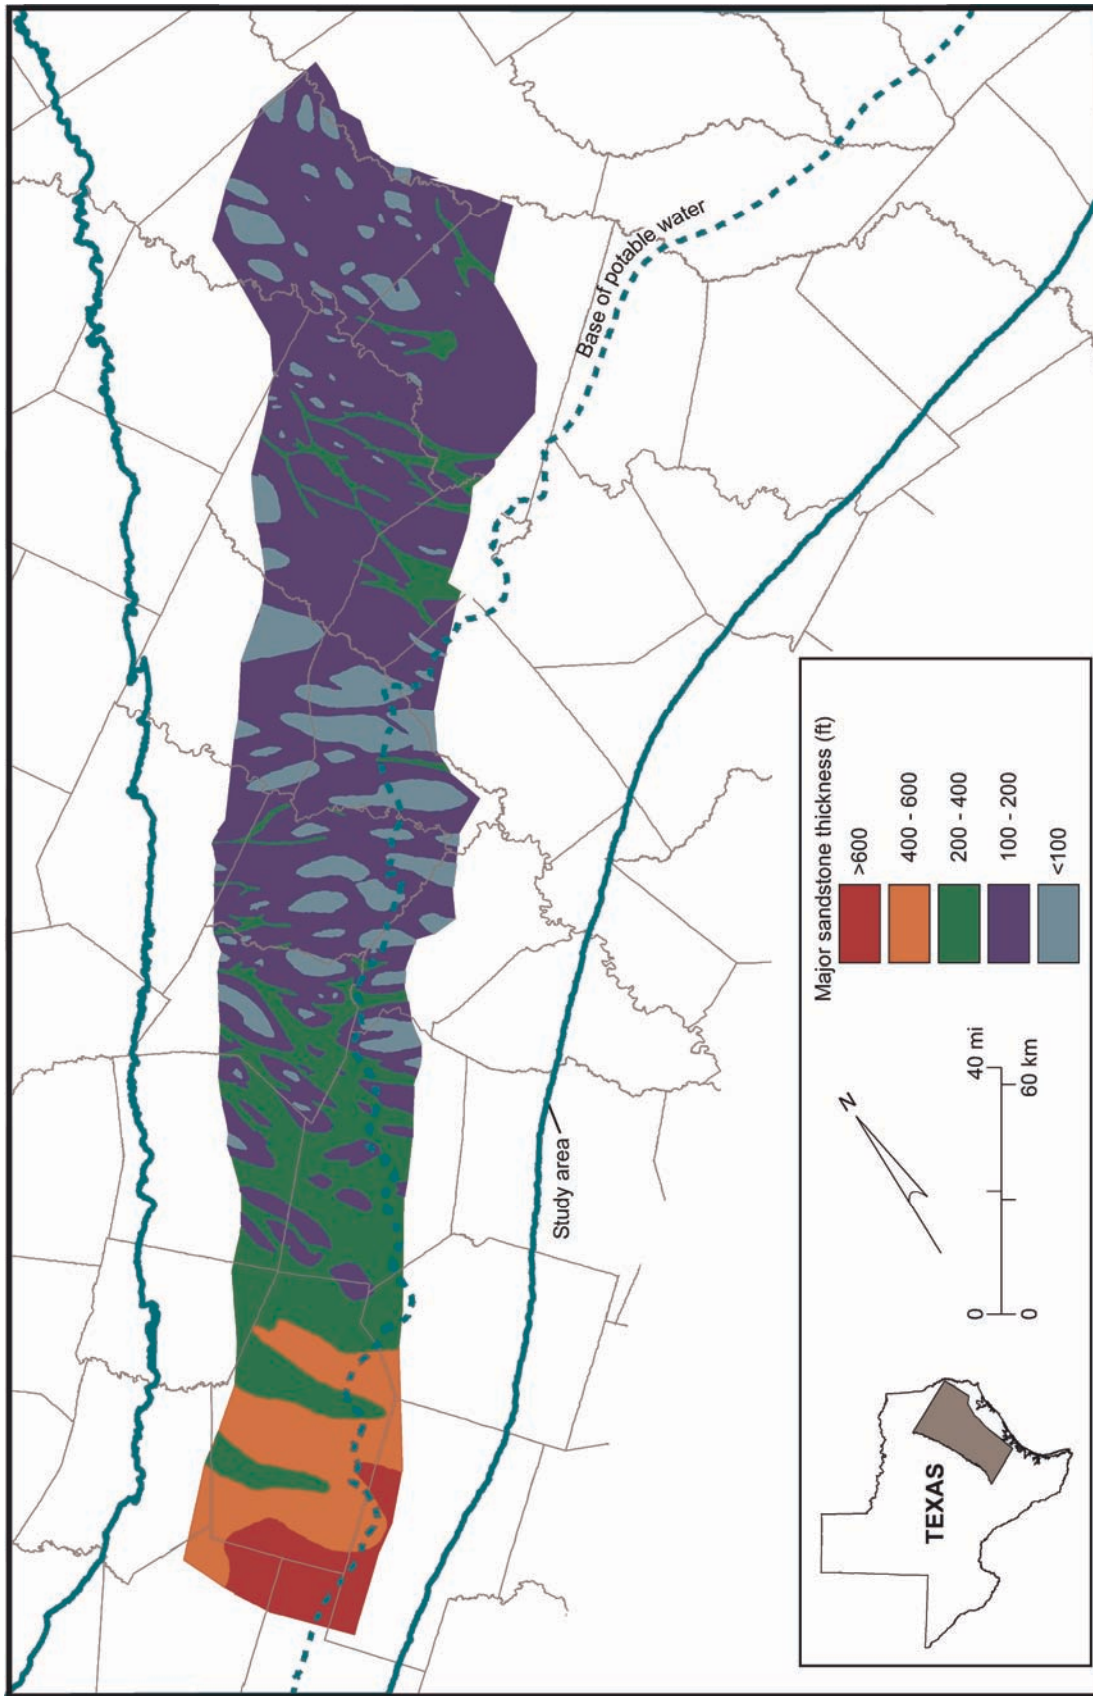 Base of potable water
Study area
Major sandstone thickness (ft)
>600
400 - 600
200 - 400
100 - 200
<100
N
0 40 mi
0 60 km
TEXAS